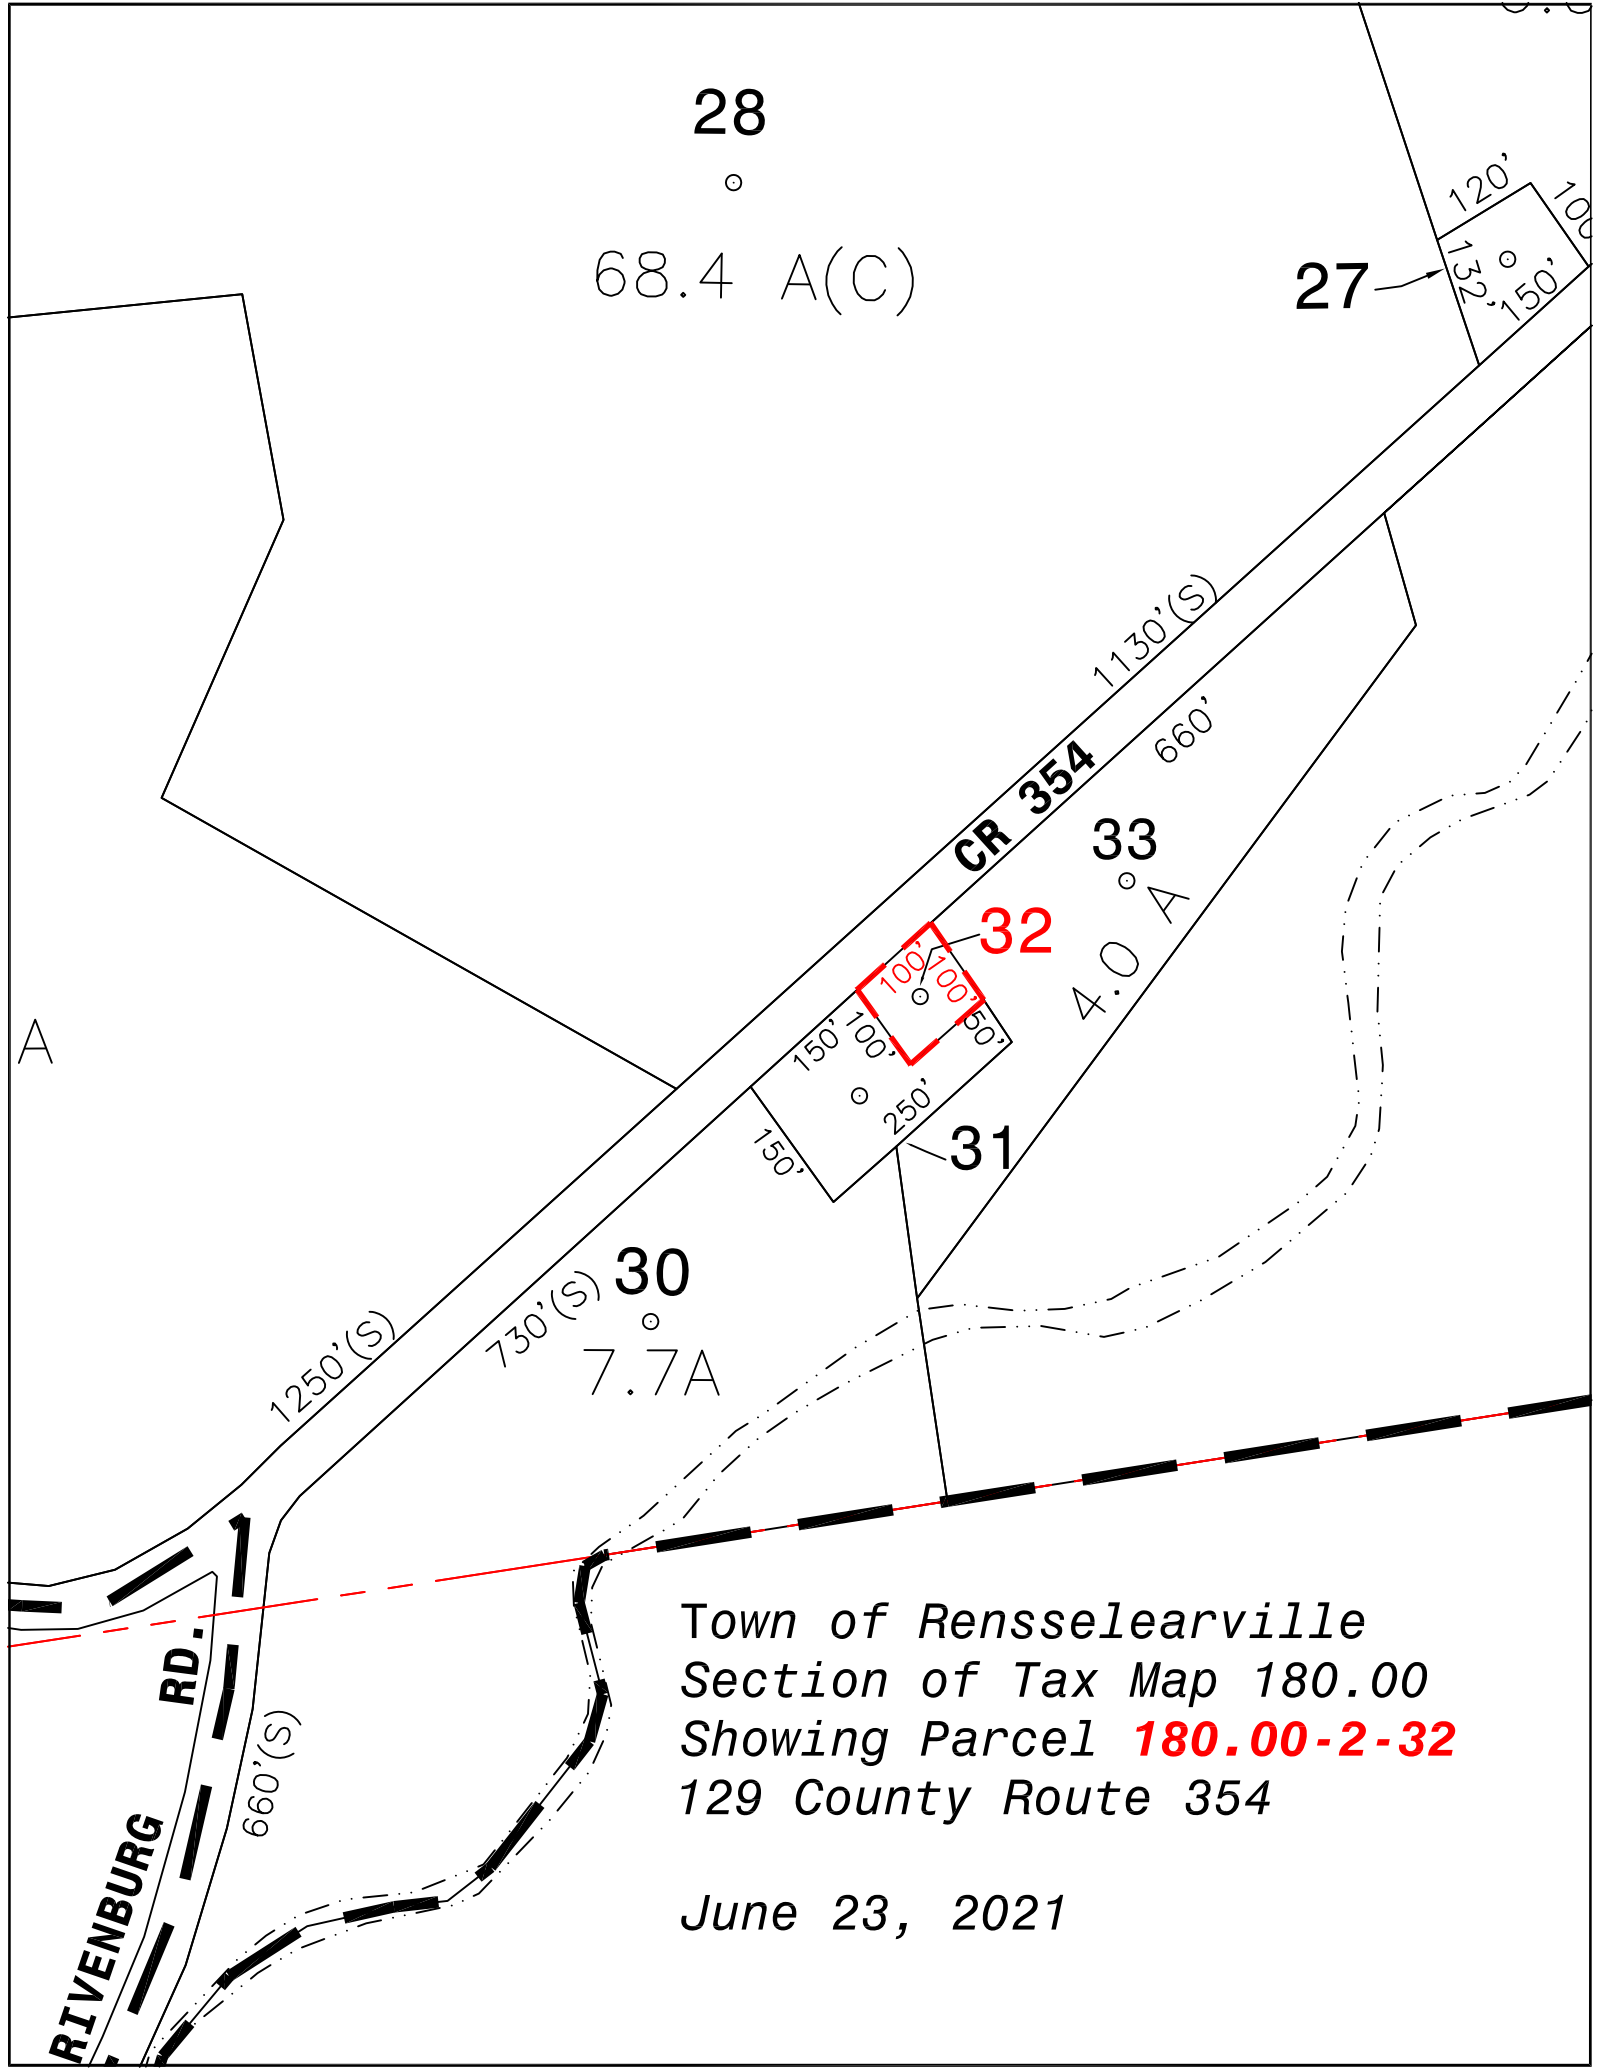 28
68.4 A(C)
120'
100
132'
150'
27
1130'(S)
660'
CR 354
33
4.0 A
32
100'
100'
50'
150'
100'
250'
150'
31
A
30
730'(S)
7.7A
1250'(S)
RIVENBURG RD.
660'(S)
Town of Rensselearville
Section of Tax Map 180.00
Showing Parcel 180.00-2-32
129 County Route 354
June 23, 2021